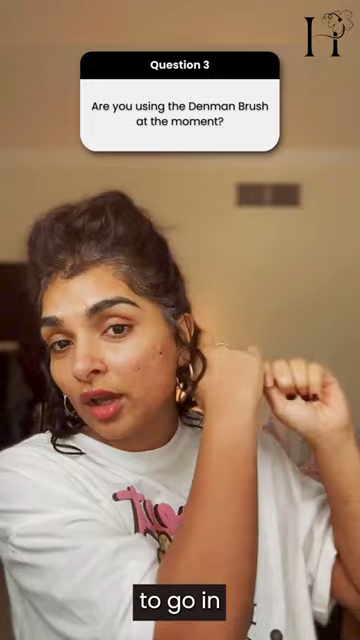 H
Question 3
Are you using the Denman Brush
at the moment?
to go in